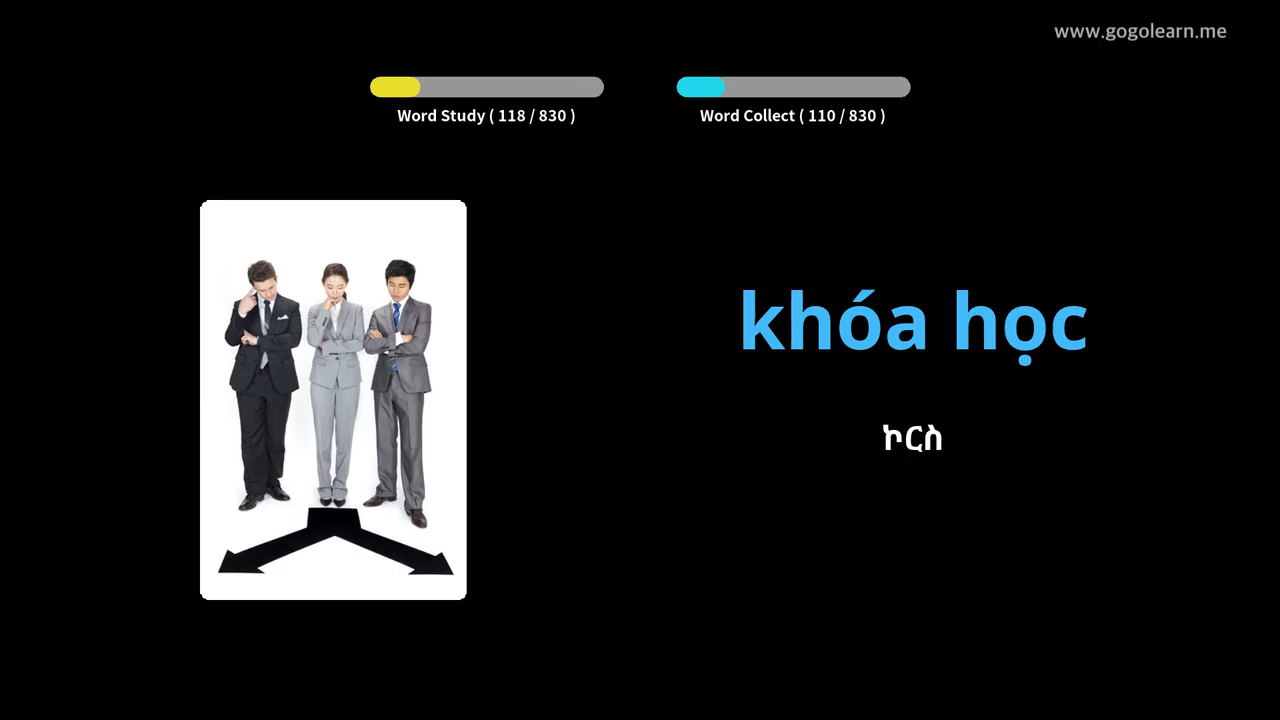 www.gogolearn.me
Word Study ( 118 / 830 )
Word Collect ( 110 / 830 )
khóa học
ኮርስ